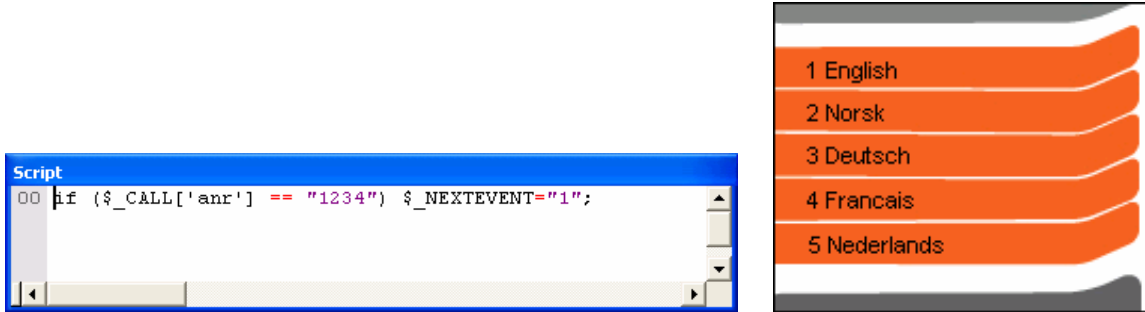 Script
00 if ($_CALL['anr'] == "1234") $_NEXTEVENT="1";
1 English
2 Norsk
3 Deutsch
4 Francais
5 Nederlands